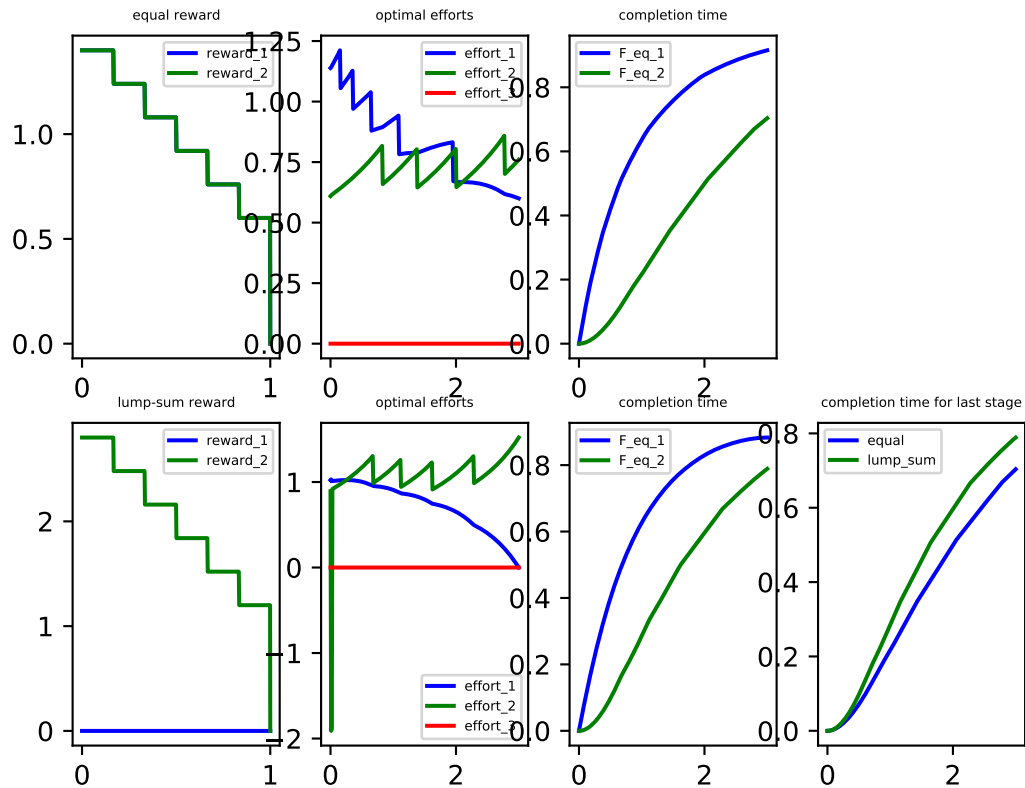 equal reward
optimal efforts
completion time
reward_1
reward_2
effort_1
effort_2
effort_3
F_eq_1
F_eq_2
1.0
0.5
0.0
0
1
1.25
1.00
0.75
0.50
0.25
0.00
0
2
0.8
0.6
0.4
0.2
0.0
0
2
lump-sum reward
optimal efforts
completion time
completion time for last stage
reward_1
reward_2
effort_1
effort_2
effort_3
F_eq_1
F_eq_2
equal
lump_sum
2
1
0
0
1
1
0
1
2
0
2
0.8
0.6
0.4
0.2
0.0
0
2
0.8
0.6
0.4
0.2
0.0
0
2